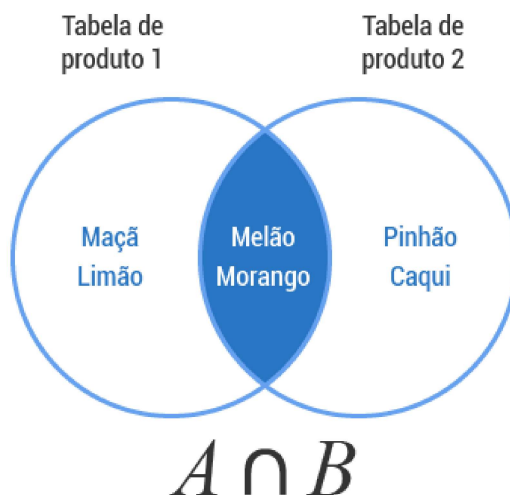 Tabela de
produto 1
Tabela de
produto 2
Maçã
Limão
Melão
Morango
Pinhão
Caqui
A ∩ B